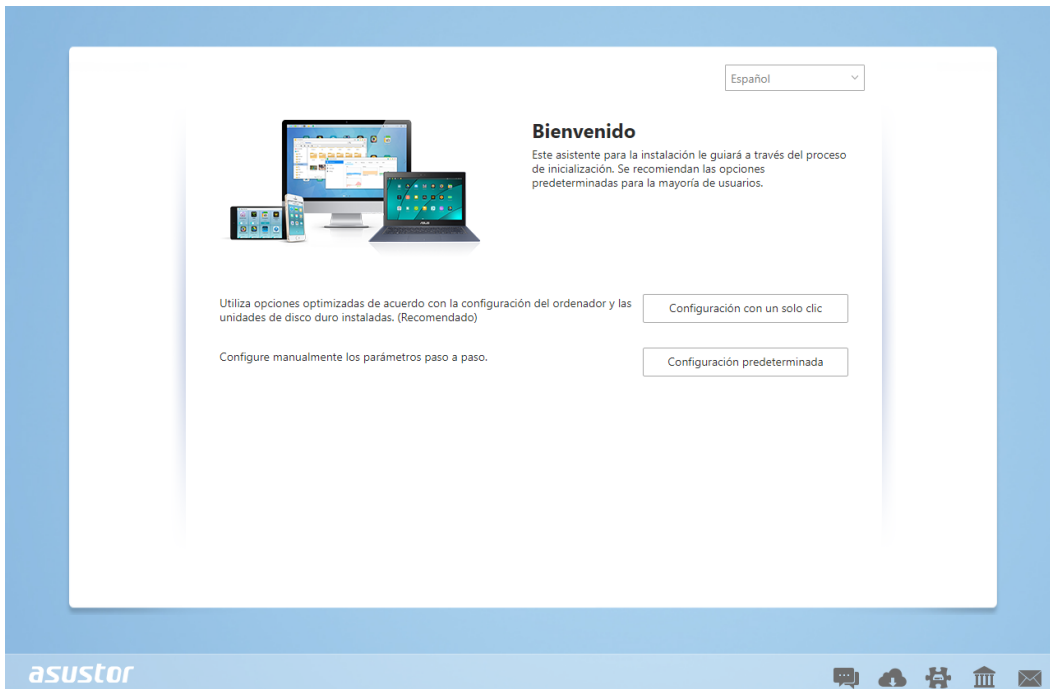 Español
Bienvenido
Este asistente para la instalación le guiará a través del proceso
de inicialización. Se recomiendan las opciones
predeterminadas para la mayoría de usuarios.
Utiliza opciones optimizadas de acuerdo con la configuración del ordenador y las
unidades de disco duro instaladas. (Recomendado)
Configuración con un solo clic
Configure manualmente los parámetros paso a paso.
Configuración predeterminada
asustor